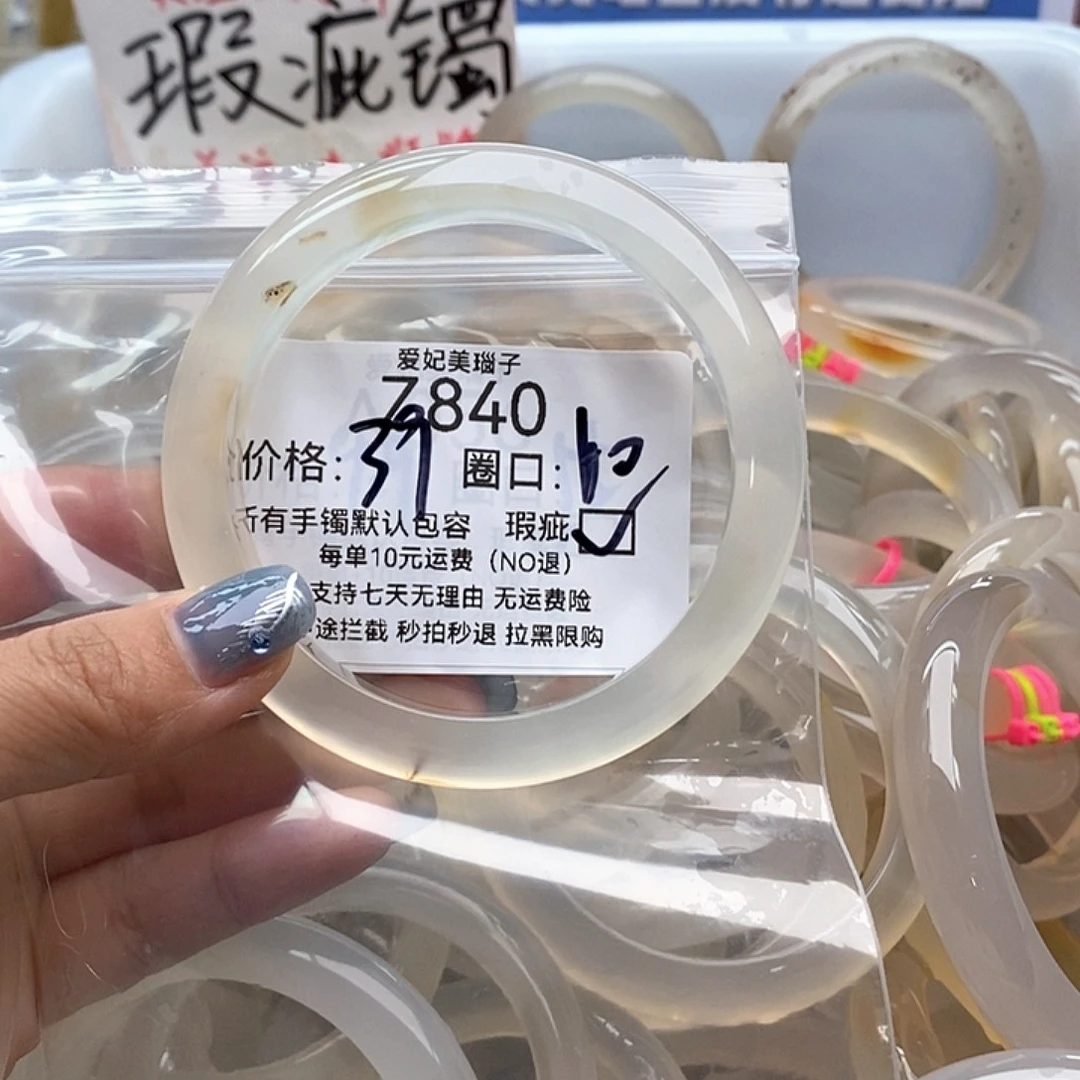 瑕疵镯
爱妃美瑙子
7840
价格:39 圈口:
所有手镯默认包容 瑕疵
每单10元运费（NO退）
支持七天无理由 无运费险
途拦截 秒拍秒退 拉黑限购